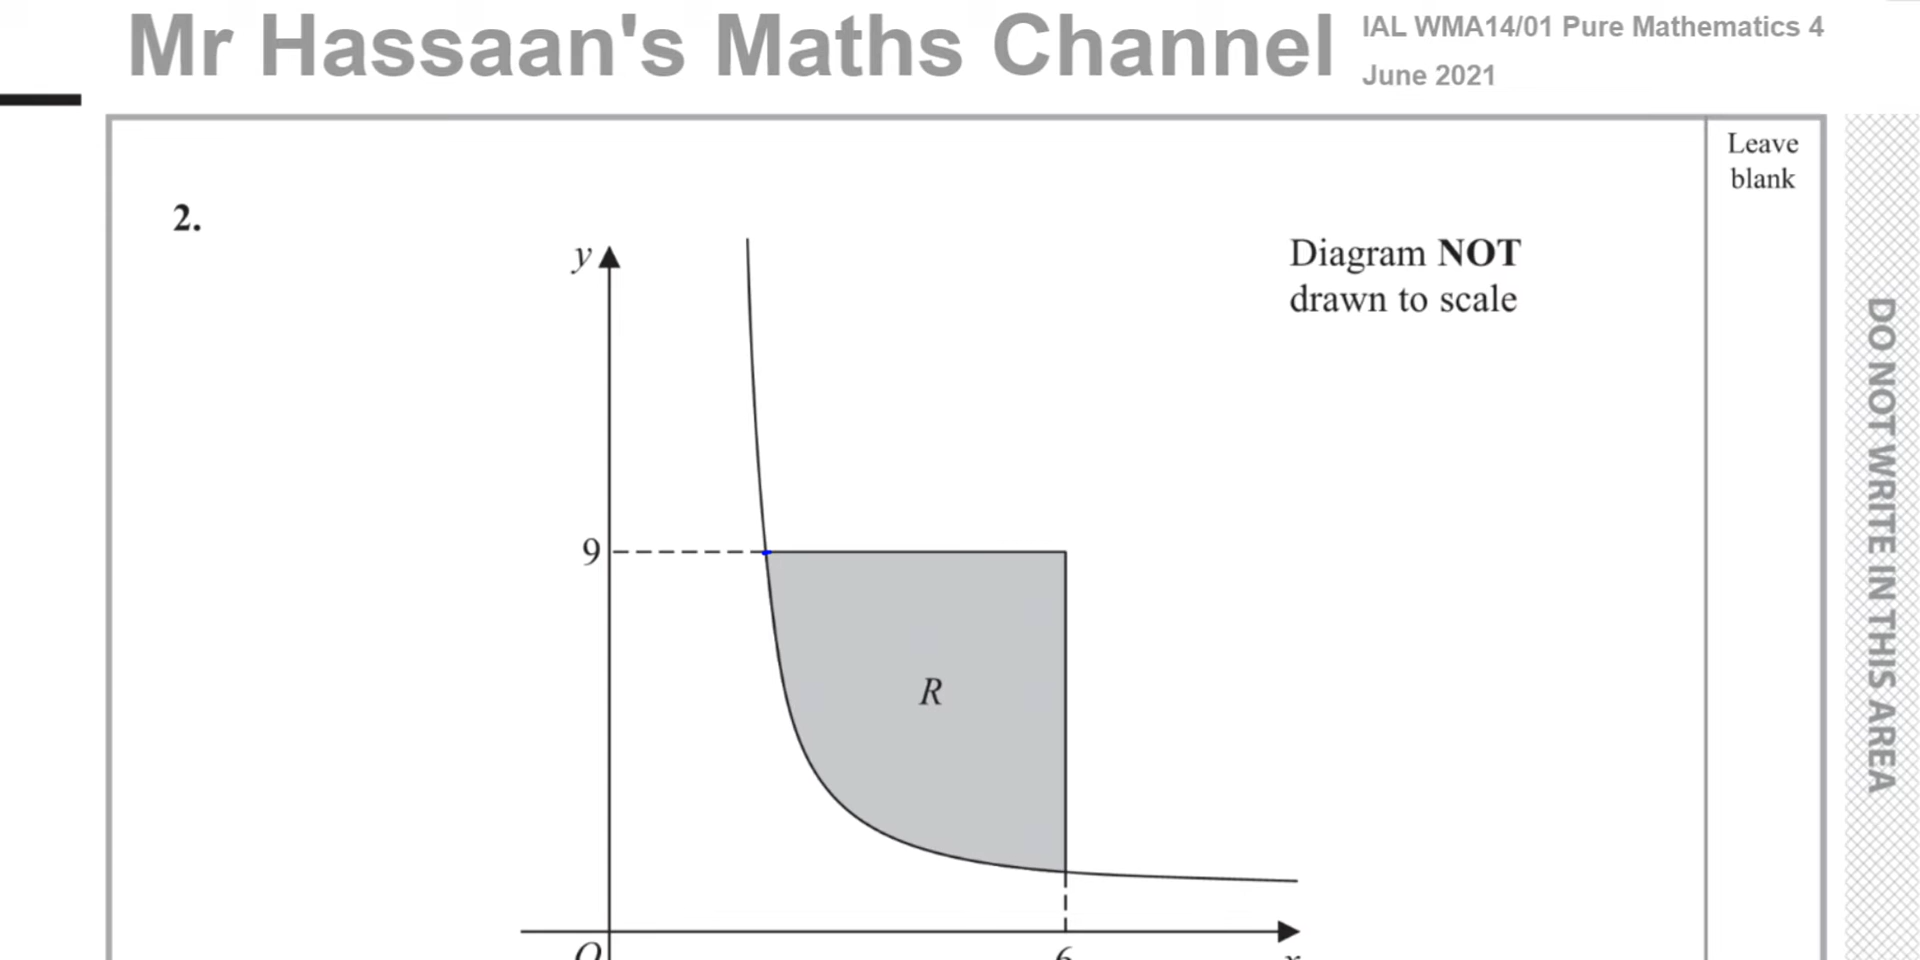 Mr Hassaan's Maths Channel
IAL WMA14/01 Pure Mathematics 4
June 2021
Leave
blank
2.
y
Diagram NOT
drawn to scale
9
R
O
6
x
DO NOT WRITE IN THIS AREA